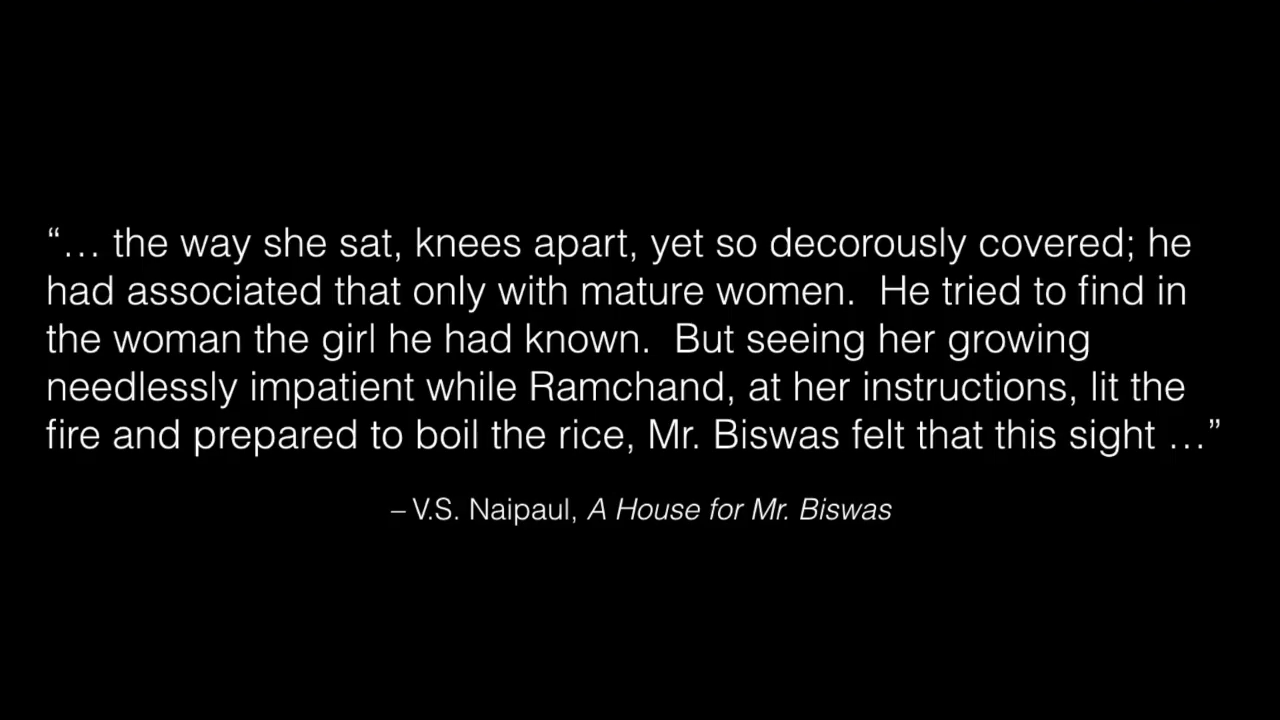 “… the way she sat, knees apart, yet so decorously covered; he
had associated that only with mature women.  He tried to find in
the woman the girl he had known.  But seeing her growing
needlessly impatient while Ramchand, at her instructions, lit the
fire and prepared to boil the rice, Mr. Biswas felt that this sight …”
– V.S. Naipaul, A House for Mr. Biswas